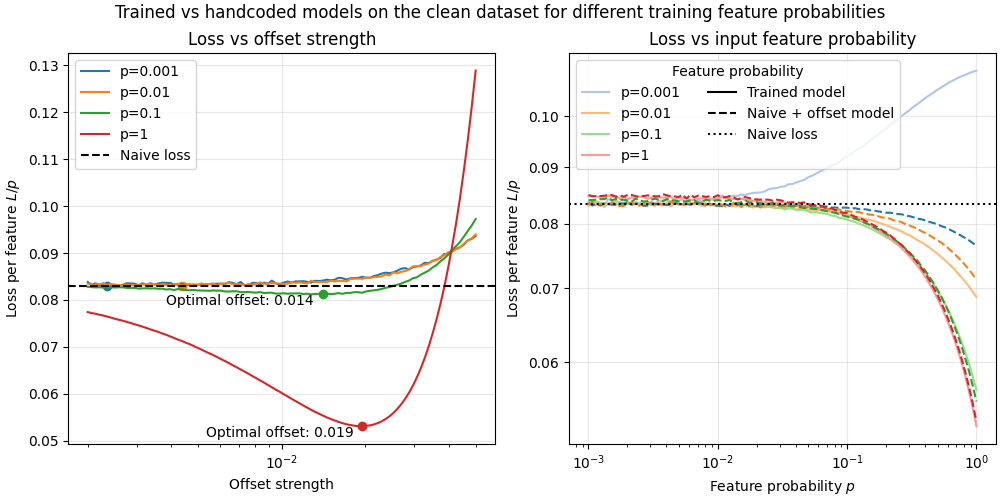 Trained vs handcoded models on the clean dataset for different training feature probabilities
Loss vs offset strength
Loss per feature L/p
0.13
0.12
0.11
0.10
0.09
0.08
0.07
0.06
0.05
p=0.001
p=0.01
p=0.1
p=1
Naive loss
Optimal offset: 0.014
Optimal offset: 0.019
10⁻²
Offset strength
Loss vs input feature probability
Loss per feature L/p
0.10
0.09
0.08
0.07
0.06
Feature probability
p=0.001
p=0.01
p=0.1
p=1
Trained model
Naive + offset model
Naive loss
10⁻³
10⁻²
10⁻¹
10⁰
Feature probability p